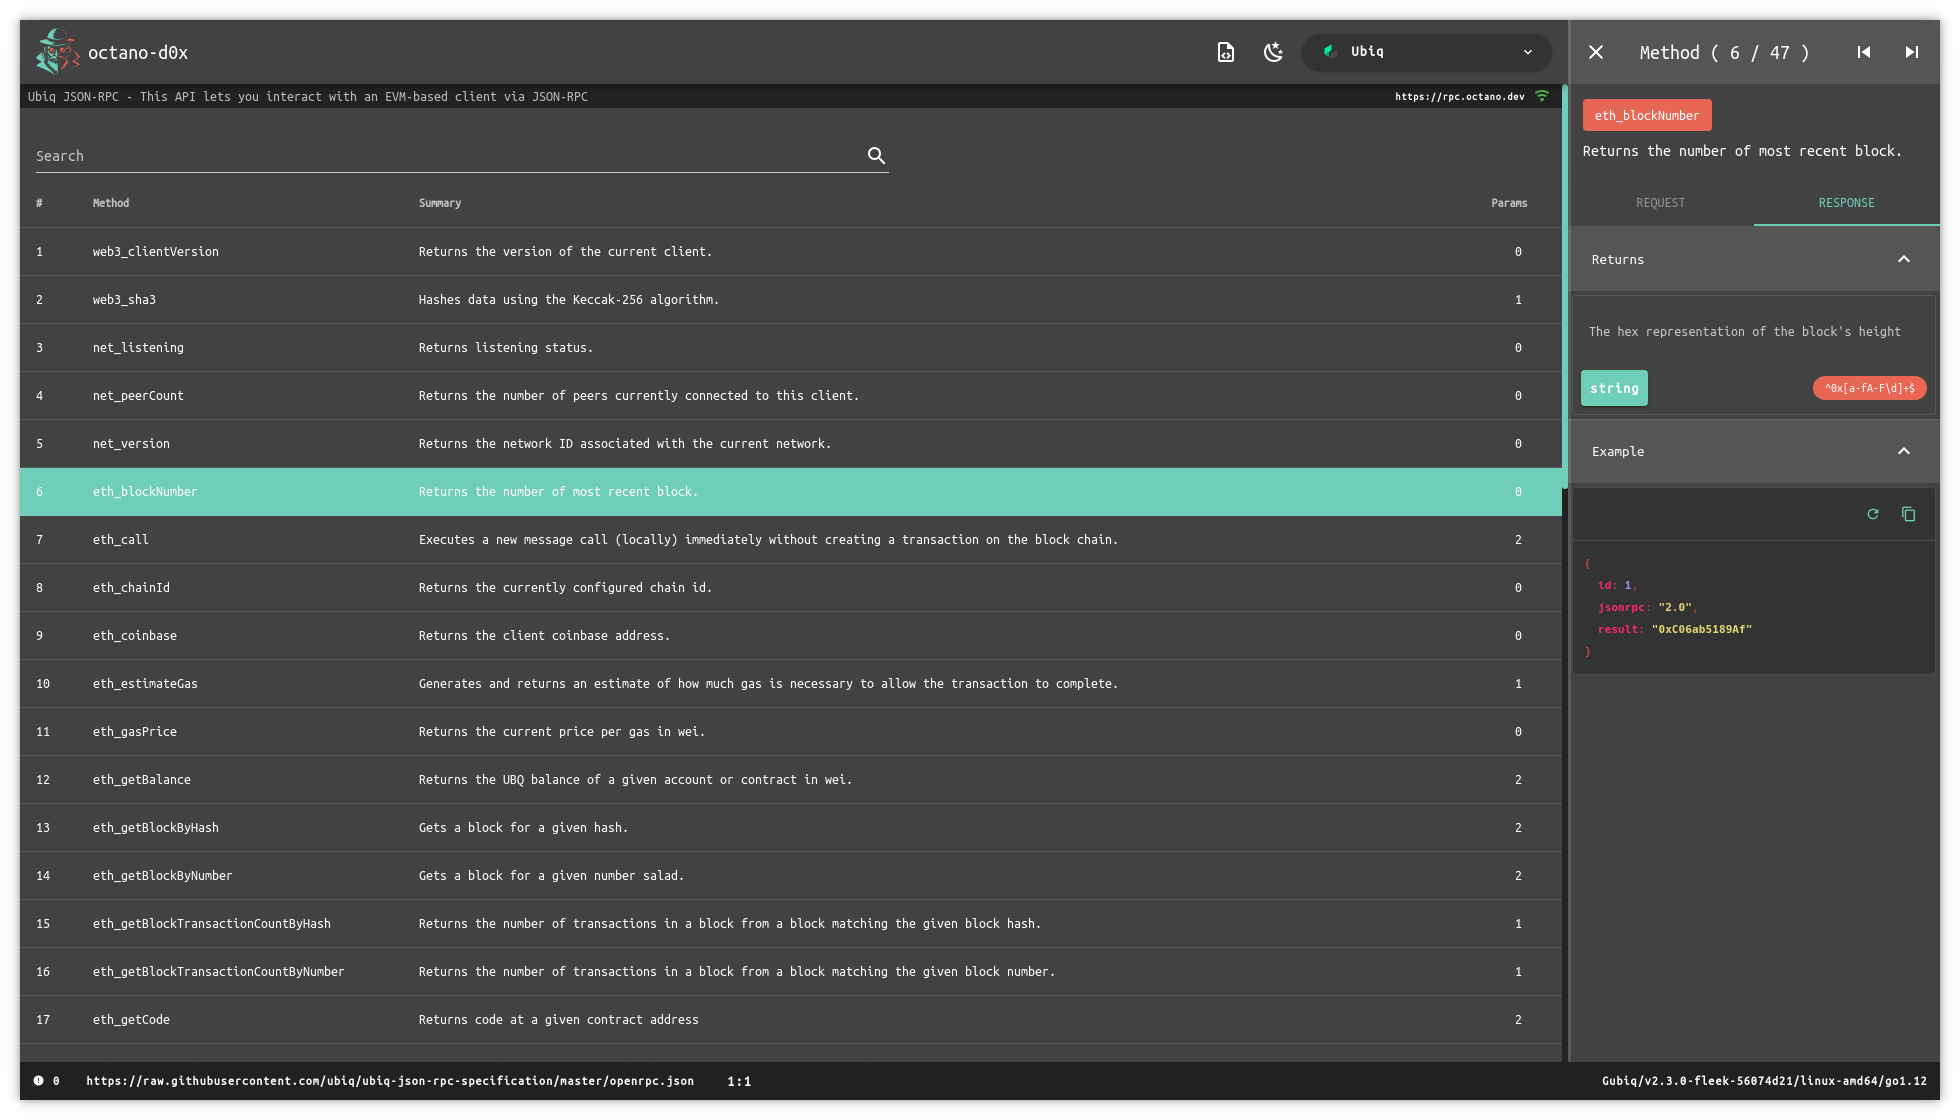 octano-d0x
Ubiq
Ubiq JSON-RPC - This API lets you interact with an EVM-based client via JSON-RPC
https://rpc.octano.dev
Search
# Method Summary Params
1 web3_clientVersion Returns the version of the current client. 0
2 web3_sha3 Hashes data using the Keccak-256 algorithm. 1
3 net_listening Returns listening status. 0
4 net_peerCount Returns the number of peers currently connected to this client. 0
5 net_version Returns the network ID associated with the current network. 0
6 eth_blockNumber Returns the number of most recent block. 0
7 eth_call Executes a new message call (locally) immediately without creating a transaction on the block chain. 2
8 eth_chainId Returns the currently configured chain id. 0
9 eth_coinbase Returns the client coinbase address. 0
10 eth_estimateGas Generates and returns an estimate of how much gas is necessary to allow the transaction to complete. 1
11 eth_gasPrice Returns the current price per gas in wei. 0
12 eth_getBalance Returns the UBQ balance of a given account or contract in wei. 2
13 eth_getBlockByHash Gets a block for a given hash. 2
14 eth_getBlockByNumber Gets a block for a given number salad. 2
15 eth_getBlockTransactionCountByHash Returns the number of transactions in a block from a block matching the given block hash. 1
16 eth_getBlockTransactionCountByNumber Returns the number of transactions in a block from a block matching the given block number. 1
17 eth_getCode Returns code at a given contract address 2
0 https://raw.githubusercontent.com/ubiq/ubiq-json-rpc-specification/master/openrpc.json 1:1
Method ( 6 / 47 )
eth_blockNumber
Returns the number of most recent block.
REQUEST RESPONSE
Returns
The hex representation of the block's height
string ^0x[a-fA-F\d]+$
Example
{
id: 1,
jsonrpc: "2.0",
result: "0xC06ab5189Af"
}
Gubiq/v2.3.0-fleek-56074d21/linux-amd64/go1.12